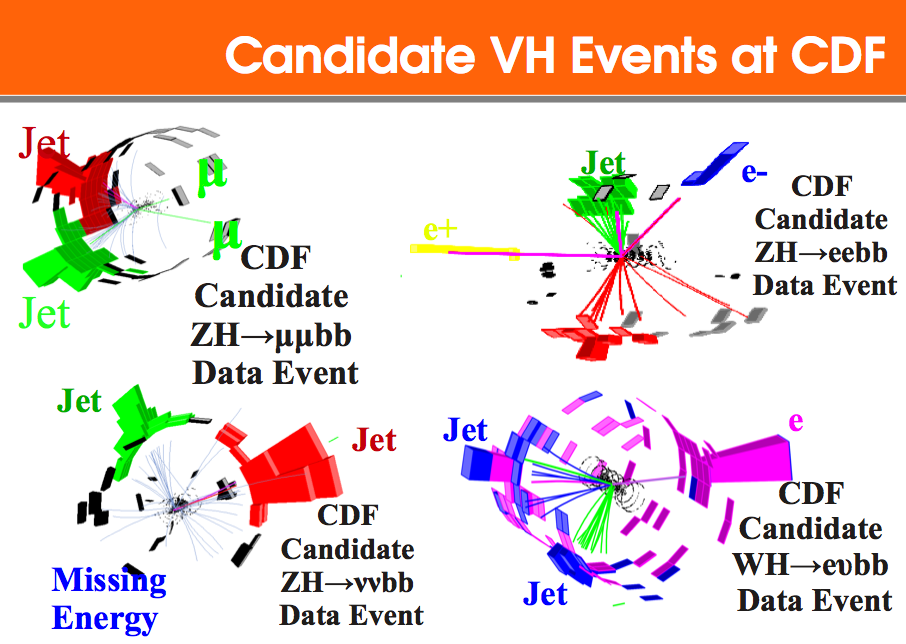 Candidate VH Events at CDF
Jet
μ
μ
Jet
CDF
Candidate
ZH→μμbb
Data Event
Jet
e-
e+
CDF
Candidate
ZH→eebb
Data Event
Jet
Jet
Missing
Energy
CDF
Candidate
ZH→ννbb
Data Event
Jet
e
Jet
CDF
Candidate
WH→eυbb
Data Event